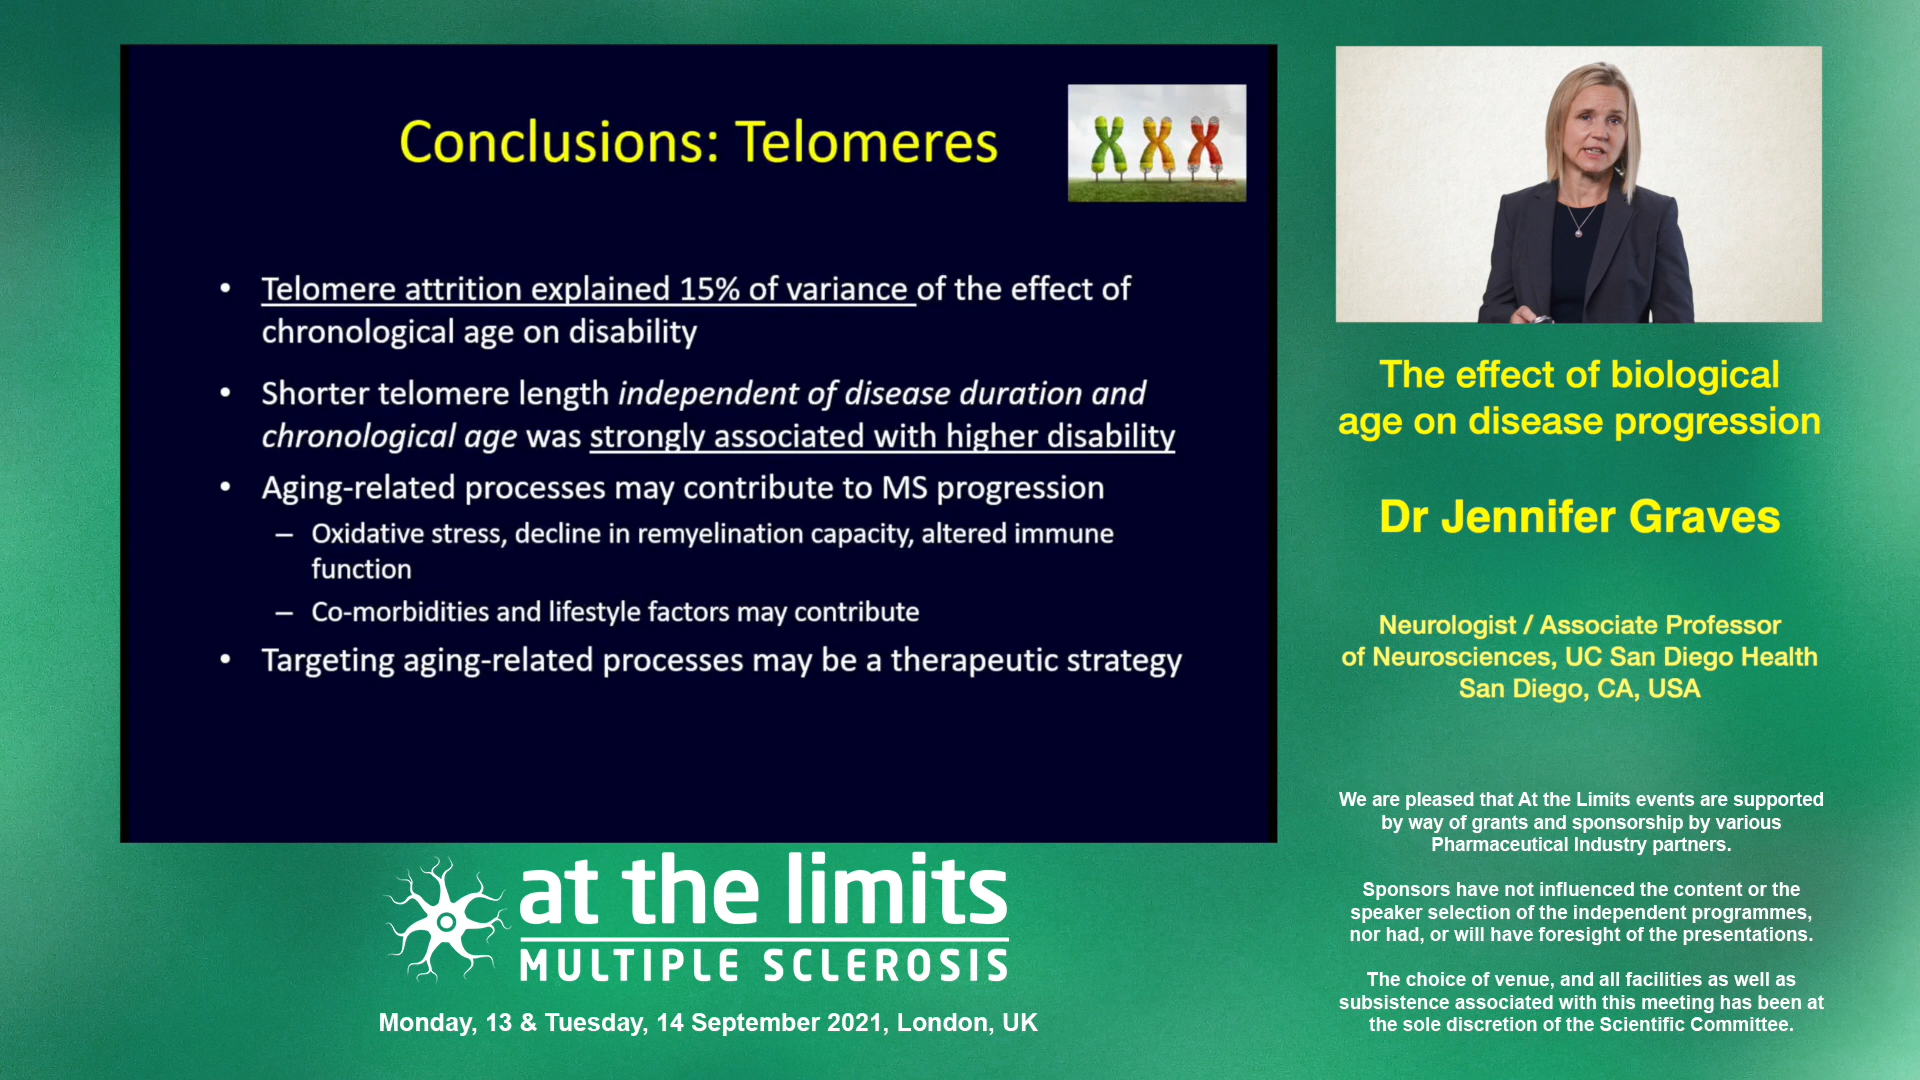 Conclusions: Telomeres
• Telomere attrition explained 15% of variance of the effect of
chronological age on disability
• Shorter telomere length independent of disease duration and
chronological age was strongly associated with higher disability
• Aging-related processes may contribute to MS progression
– Oxidative stress, decline in remyelination capacity, altered immune
function
– Co-morbidities and lifestyle factors may contribute
• Targeting aging-related processes may be a therapeutic strategy
at the limits
MULTIPLE SCLEROSIS
Monday, 13 & Tuesday, 14 September 2021, London, UK
The effect of biological
age on disease progression
Dr Jennifer Graves
Neurologist / Associate Professor
of Neurosciences, UC San Diego Health
San Diego, CA, USA
We are pleased that At the Limits events are supported
by way of grants and sponsorship by various
Pharmaceutical Industry partners.
Sponsors have not influenced the content or the
speaker selection of the independent programmes,
nor had, or will have foresight of the presentations.
The choice of venue, and all facilities as well as
subsistence associated with this meeting has been at
the sole discretion of the Scientific Committee.